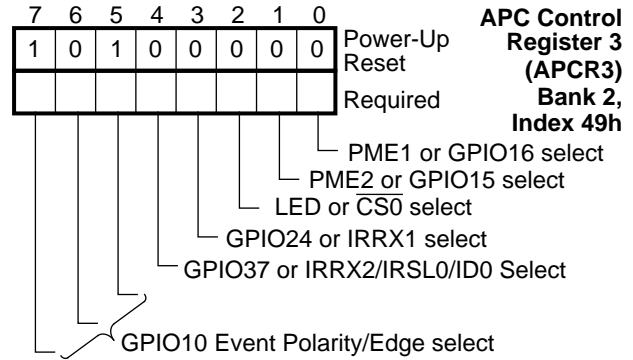 7 6 5 4 3 2 1 0
1 0 1 0 0 0 0 0
Power-Up
Reset
Required
APC Control
Register 3
(APCR3)
Bank 2,
Index 49h
PME1 or GPIO16 select
PME2 or GPIO15 select
LED or C̅S̅0̅ select
GPIO24 or IRRX1 select
GPIO37 or IRRX2/IRSL0/ID0 Select
GPIO10 Event Polarity/Edge select